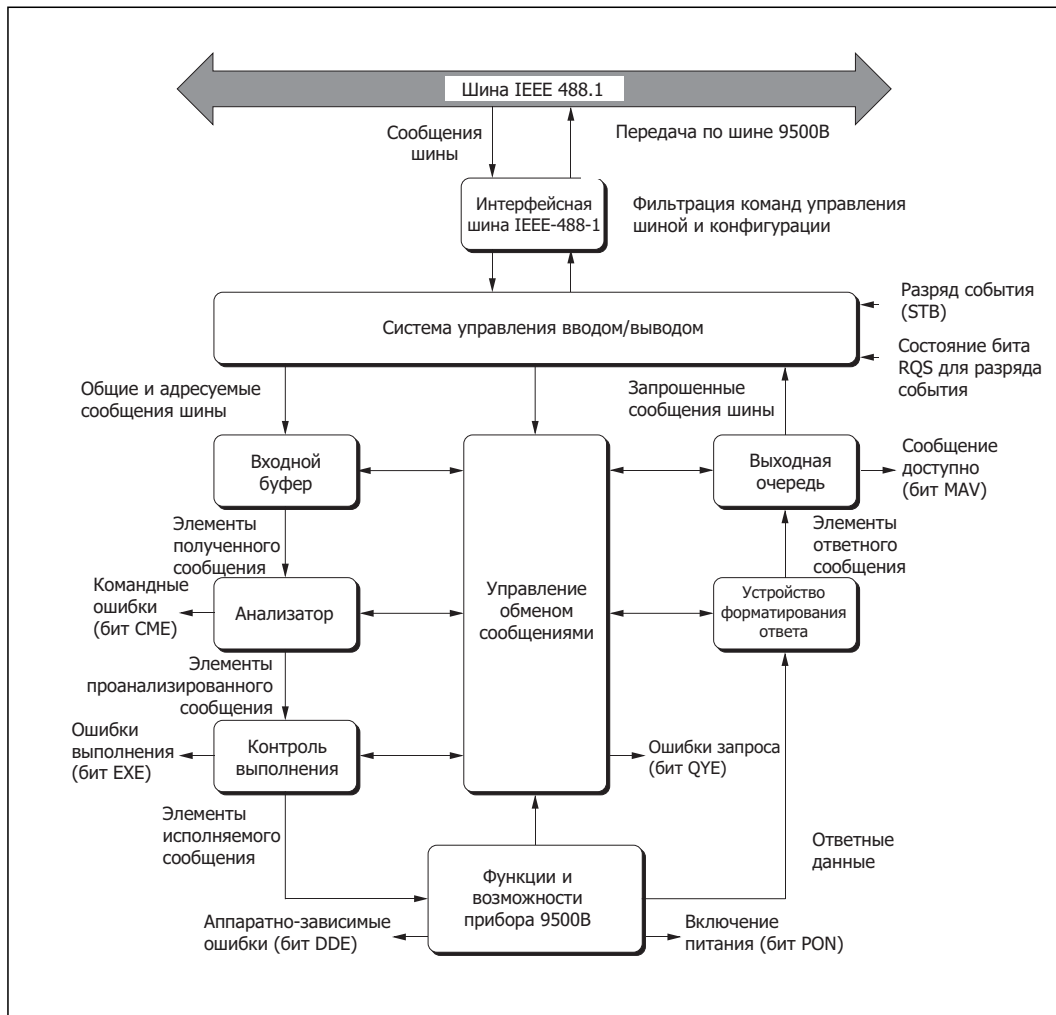 Шина IEEE 488.1
Сообщения
шины
Передача по шине 9500B
Интерфейсная
шина IEEE-488-1
Фильтрация команд управления
шиной и конфигурации
Система управления вводом/выводом
Разряд события
(STB)
Состояние бита
RQS для разряда
события
Общие и адресуемые
сообщения шины
Запрошенные
сообщения шины
Входной
буфер
Выходная
очередь
Сообщение
доступно
(бит MAV)
Элементы
полученного
сообщения
Элементы
ответного
сообщения
Командные
ошибки
(бит CME)
Анализатор
Управление
обменом
сообщениями
Устройство
форматирования
ответа
Элементы
проанализированного
сообщения
Ошибки
выполнения
(бит EXE)
Контроль
выполнения
Ошибки запроса
(бит QYE)
Элементы
исполняемого
сообщения
Ответные
данные
Функции и
возможности
прибора 9500B
Аппаратно-зависимые
ошибки (бит DDE)
Включение
питания (бит PON)